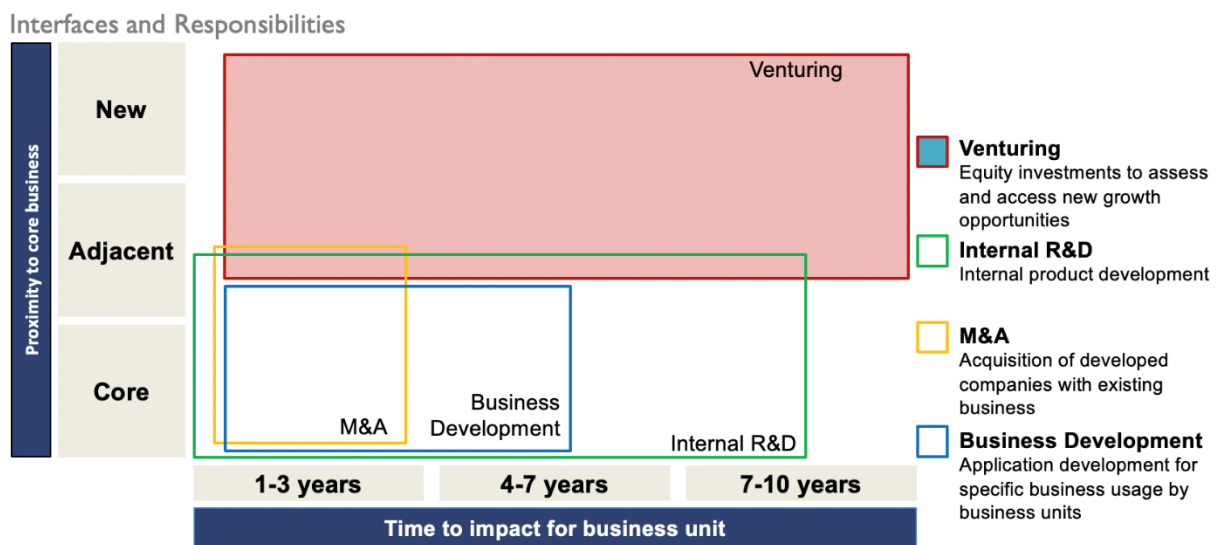 Interfaces and Responsibilities
Proximity to core business
New
Adjacent
Core
Venturing
M&A
Business
Development
Internal R&D
1-3 years
4-7 years
7-10 years
Time to impact for business unit
Venturing
Equity investments to assess
and access new growth
opportunities
Internal R&D
Internal product development
M&A
Acquisition of developed
companies with existing
business
Business Development
Application development for
specific business usage by
business units